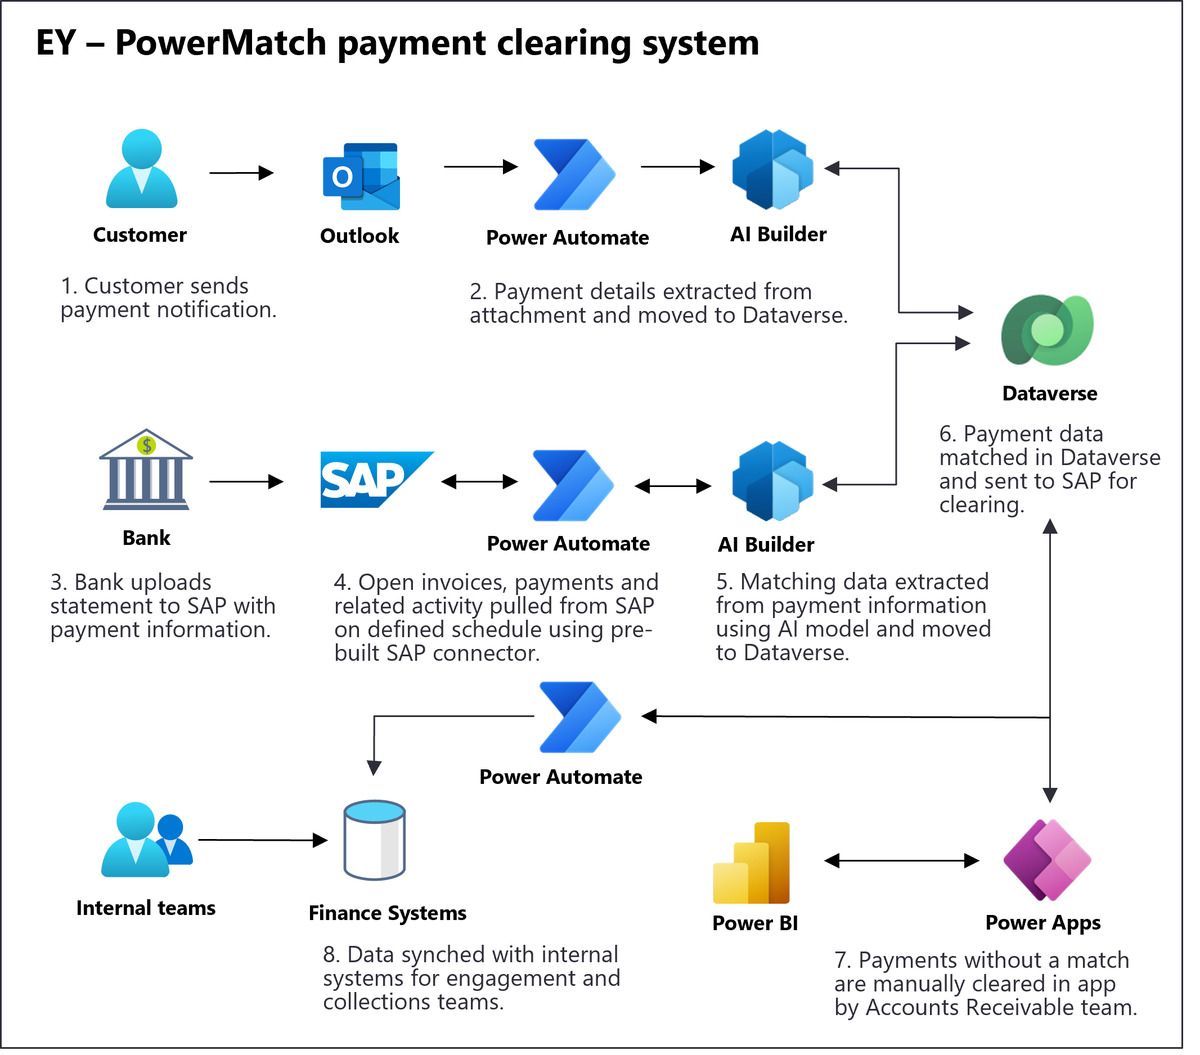 EY – PowerMatch payment clearing system
O
Customer
Outlook
Power Automate
AI Builder
1. Customer sends
payment notification.
2. Payment details extracted from
attachment and moved to Dataverse.
Dataverse
6. Payment data
matched in Dataverse
and sent to SAP for
clearing.
$
SAP
Bank
Power Automate
AI Builder
3. Bank uploads
statement to SAP with
payment information.
4. Open invoices, payments and
related activity pulled from SAP
on defined schedule using pre-
built SAP connector.
5. Matching data extracted
from payment information
using AI model and moved
to Dataverse.
Power Automate
Internal teams
Finance Systems
Power BI
Power Apps
8. Data synched with internal
systems for engagement and
collections teams.
7. Payments without a match
are manually cleared in app
by Accounts Receivable team.